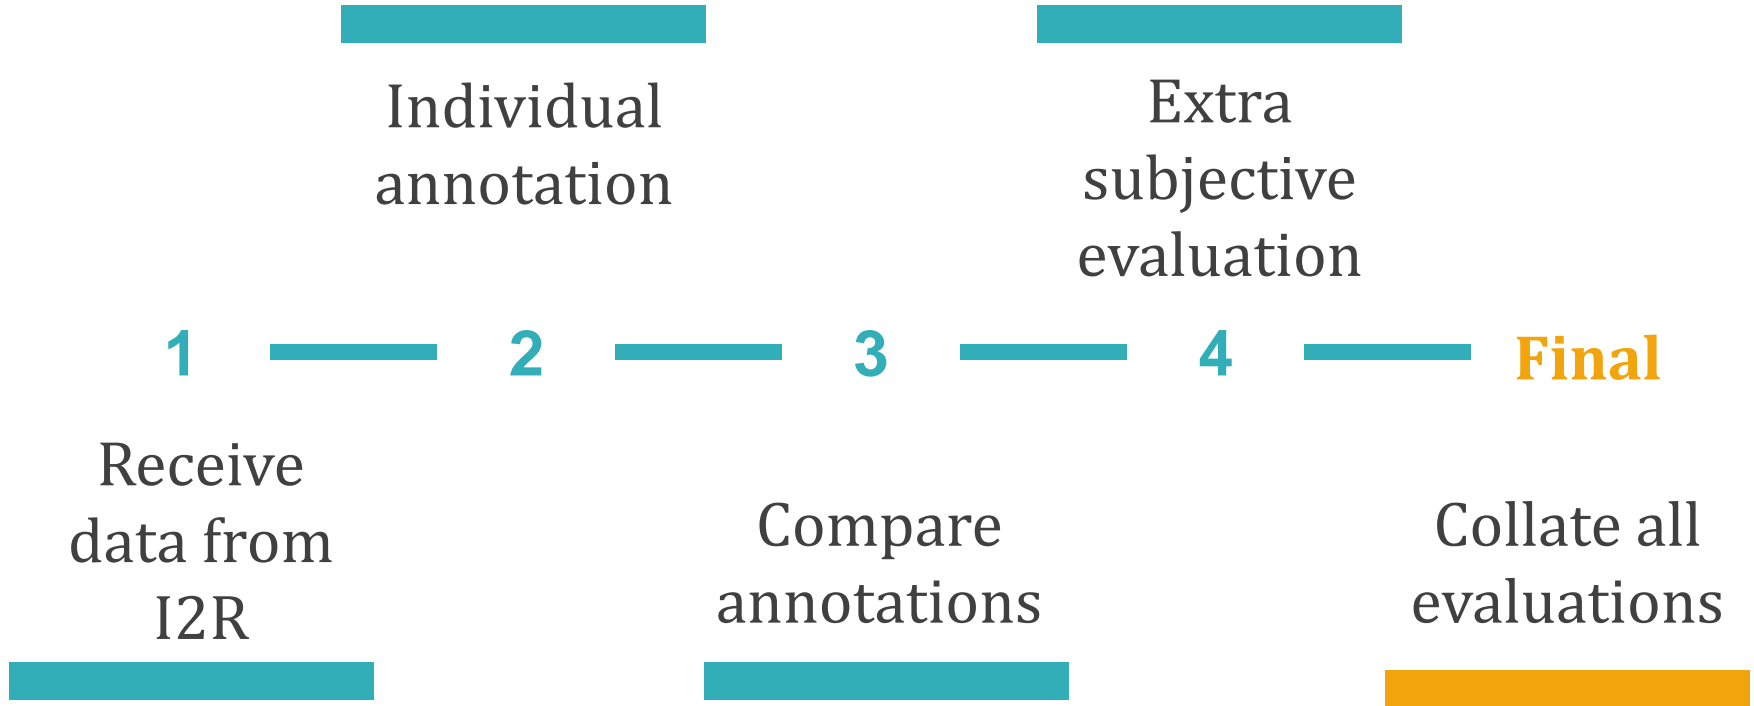 Individual
annotation
Extra
subjective
evaluation
1
2
3
4
Final
Receive
data from
I2R
Compare
annotations
Collate all
evaluations